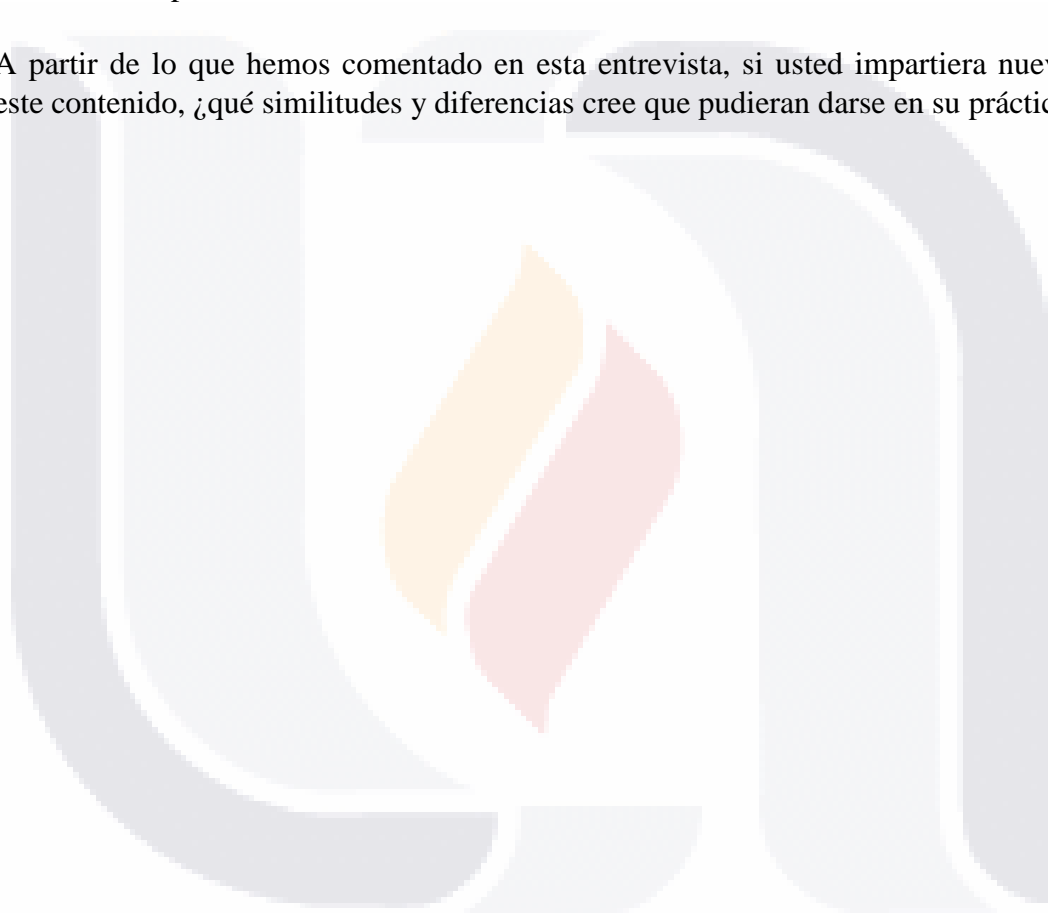 A partir de lo que hemos comentado en esta entrevista, si usted impartiera
este contenido, ¿qué similitudes y diferencias cree que pudieran darse en su